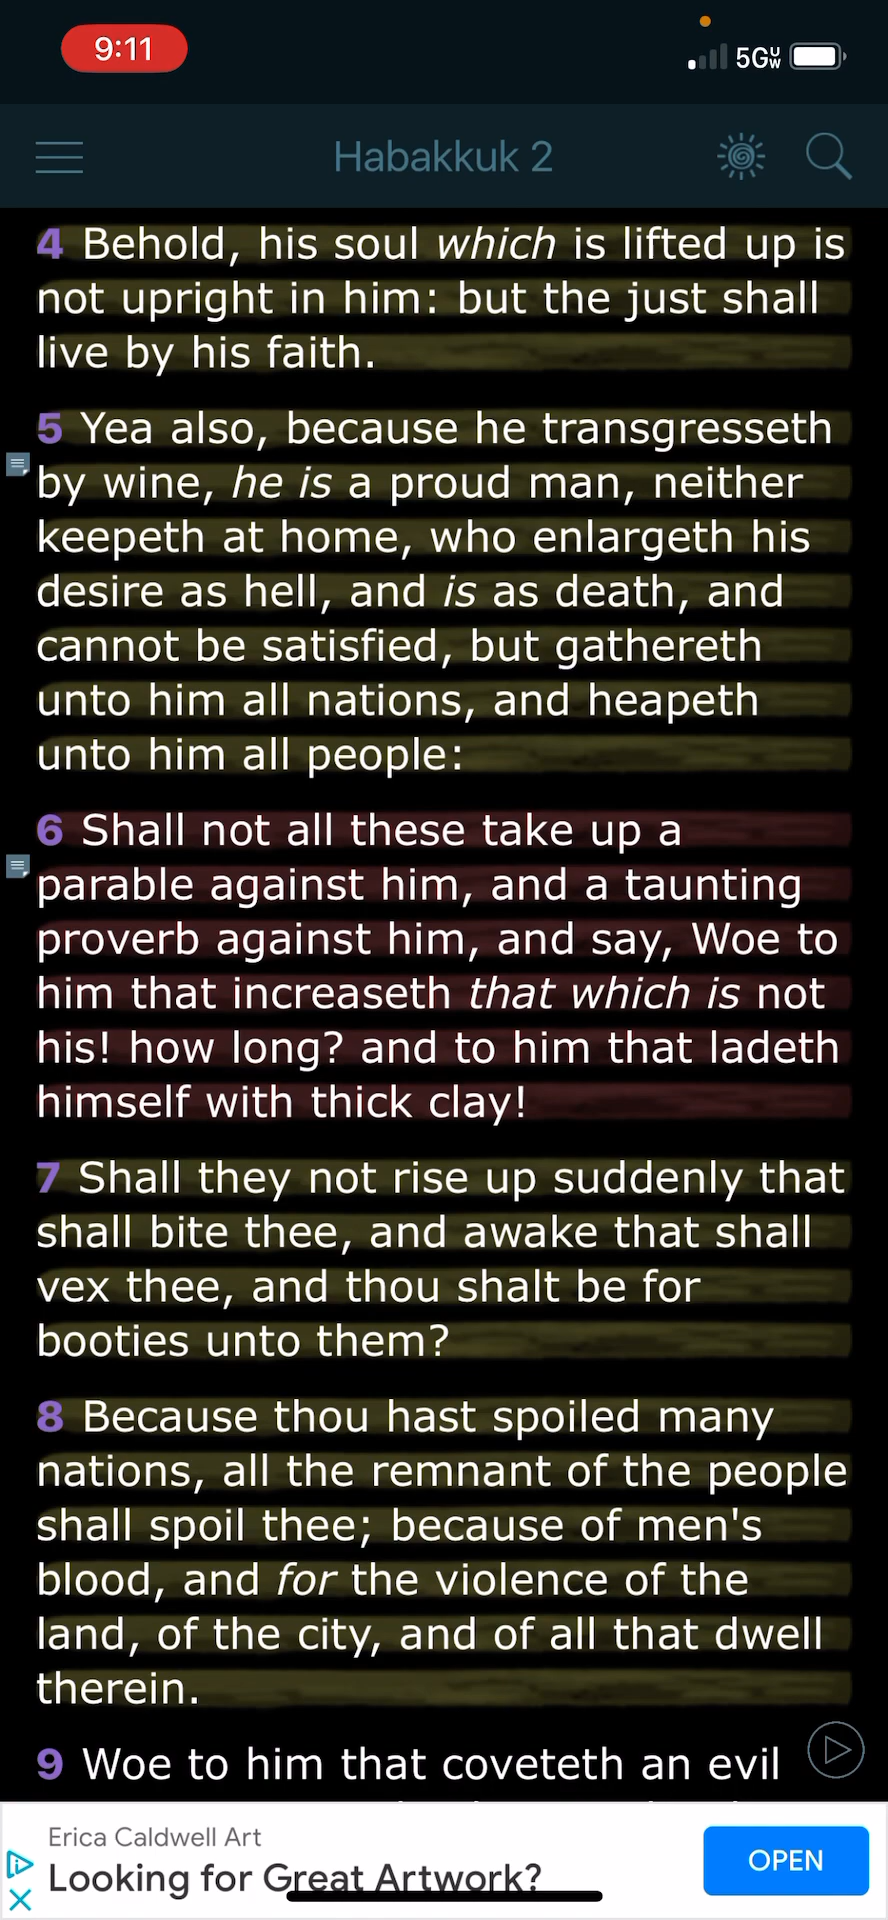 9:11
5GUW
Habakkuk 2
4 Behold, his soul which is lifted up is
not upright in him: but the just shall
live by his faith.
5 Yea also, because he transgresseth
by wine, he is a proud man, neither
keepeth at home, who enlargeth his
desire as hell, and is as death, and
cannot be satisfied, but gathereth
unto him all nations, and heapeth
unto him all people:
6 Shall not all these take up a
parable against him, and a taunting
proverb against him, and say, Woe to
him that increaseth that which is not
his! how long? and to him that ladeth
himself with thick clay!
7 Shall they not rise up suddenly that
shall bite thee, and awake that shall
vex thee, and thou shalt be for
booties unto them?
8 Because thou hast spoiled many
nations, all the remnant of the people
shall spoil thee; because of men's
blood, and for the violence of the
land, of the city, and of all that dwell
therein.
9 Woe to him that coveteth an evil
Erica Caldwell Art
Looking for Great Artwork?
OPEN